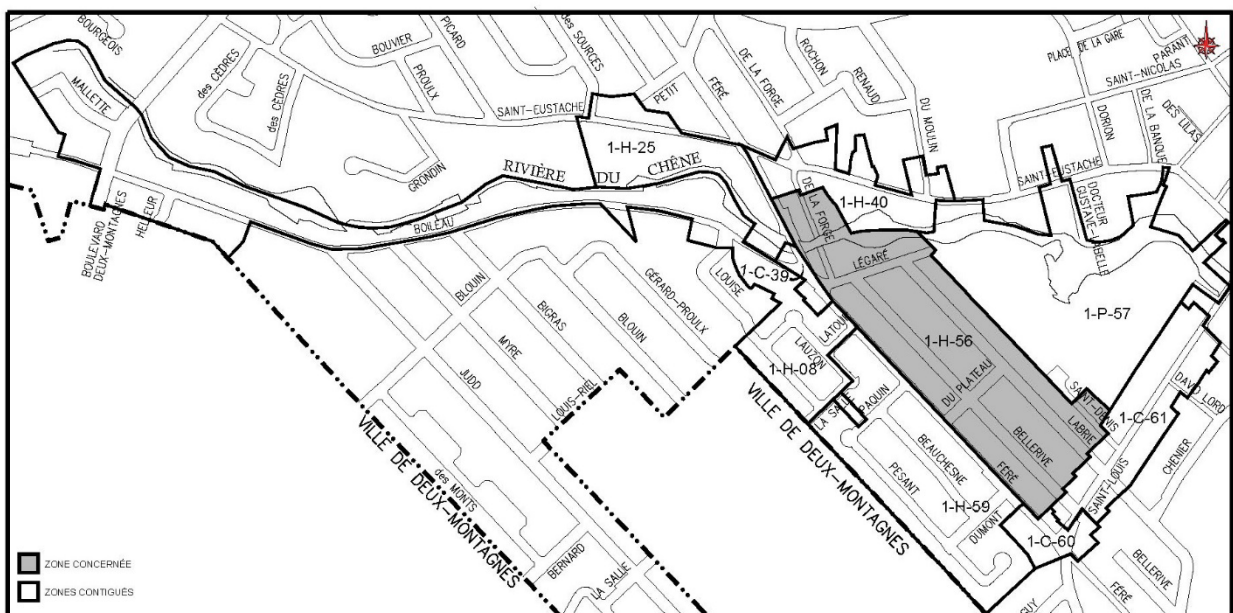 BOURGEOIS
MALLETTE
des CÈDRES
des CÈDRES
BOUVIER
PROULX
PICARD
des SOURCES
SAINT-EUSTACHE
PETIT
FÉRÉ
DE LA FORGE
ROCHON
RENAUD
DU MOULIN
PLACE DE LA GARE
PARANT
SAINT-NICOLAS
DORION
DE LA BANQUE
DES LILAS
SAINT-EUSTACHE
GRONDIN
1-H-25
RIVIÈRE DU CHÊNE
1-H-40
DE LA FORGE
DOCTEUR
BOULEVARD
DEUX-MONTAGNES
HELLEUR
BOILEAU
LÉGARÉ
1-C-39
LOUISE
GÉRARD-PROULX
BLOUIN
BIGRAS
BLOUIN
MYRE
JUDD
LOUIS-RIEL
1-P-57
LAUZON
1-H-08
1-H-56
DU PLATEAU
LA SALLE
PAQUIN
SAINT-DENIS
LABRIE
DAVID LORD
1-C-61
BELLERIVE
FÉRÉ
BEAUCHESNE
PESANT
SAINT-LOUIS
CHENIER
VILLE DE DEUX-MONTAGNES
VILLE DE DEUX-MONTAGNES
des MONTS
1-H-59
DUMONT
1-C-60
BERNARD
LA SALLE
BELLERIVE
FÉRÉ
ZONE CONCERNÉE
ZONES CONTIGUËS